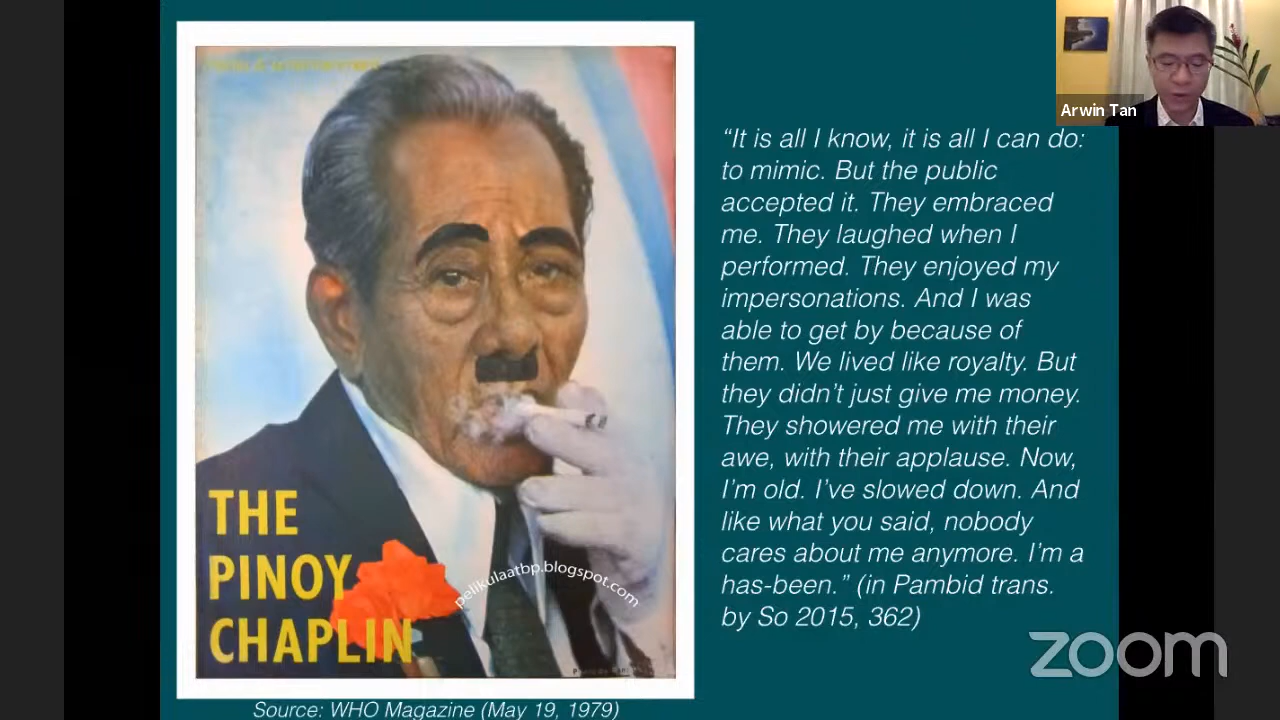 Arwin Tan
“It is all I know, it is all I can do:
to mimic. But the public
accepted it. They embraced
me. They laughed when I
performed. They enjoyed my
impersonations. And I was
able to get by because of
them. We lived like royalty. But
they didn’t just give me money.
They showered me with their
awe, with their applause. Now,
I’m old. I’ve slowed down. And
like what you said, nobody
cares about me anymore. I’m a
has-been.” (in Pambid trans.
by So 2015, 362)
THE
PINOY
CHAPLIN
pelikulaatbp.blogspot.com
Source: WHO Magazine (May 19, 1979)
zoom